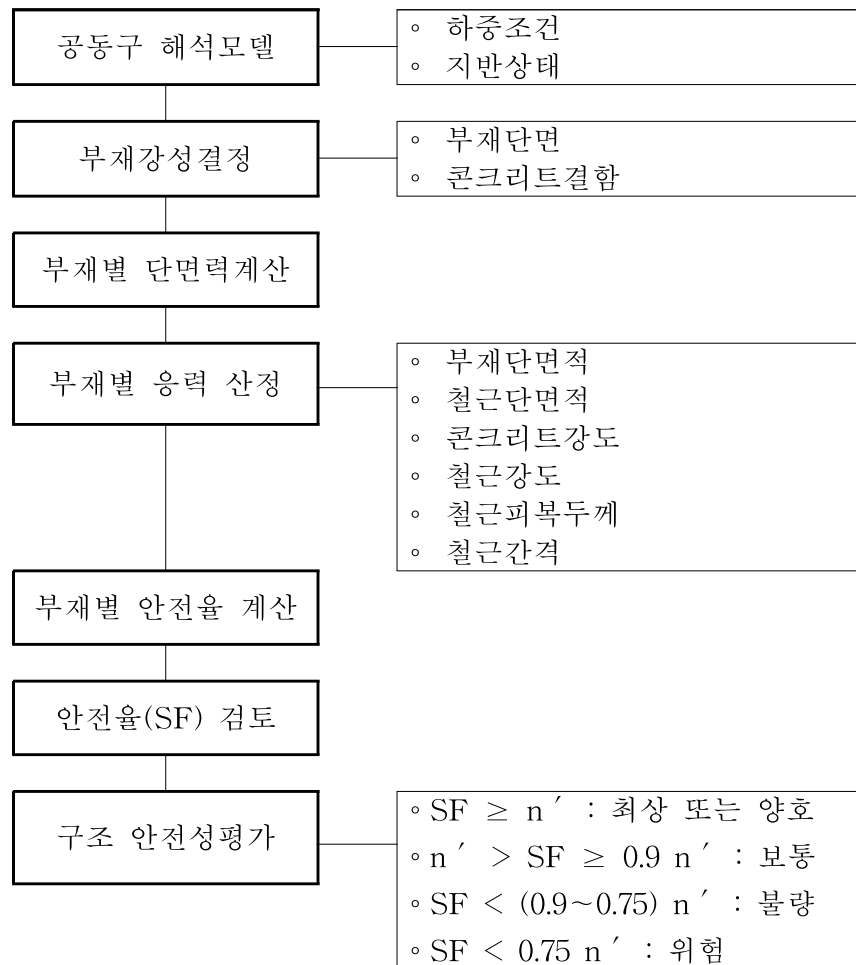 공동구 해석모델
∘ 하중조건
∘ 지반상태
부재강성결정
∘ 부재단면
∘ 콘크리트결함
부재별 단면력계산
부재별 응력 산정
∘ 부재단면적
∘ 철근단면적
∘ 콘크리트강도
∘ 철근강도
∘ 철근피복두께
∘ 철근간격
부재별 안전율 계산
안전율(SF) 검토
구조 안전성평가
∘ SF ≥ n′ : 최상 또는 양호
∘ n′ > SF ≥ 0.9 n′ : 보통
∘ SF < (0.9~0.75) n′ : 불량
∘ SF < 0.75 n′ : 위험